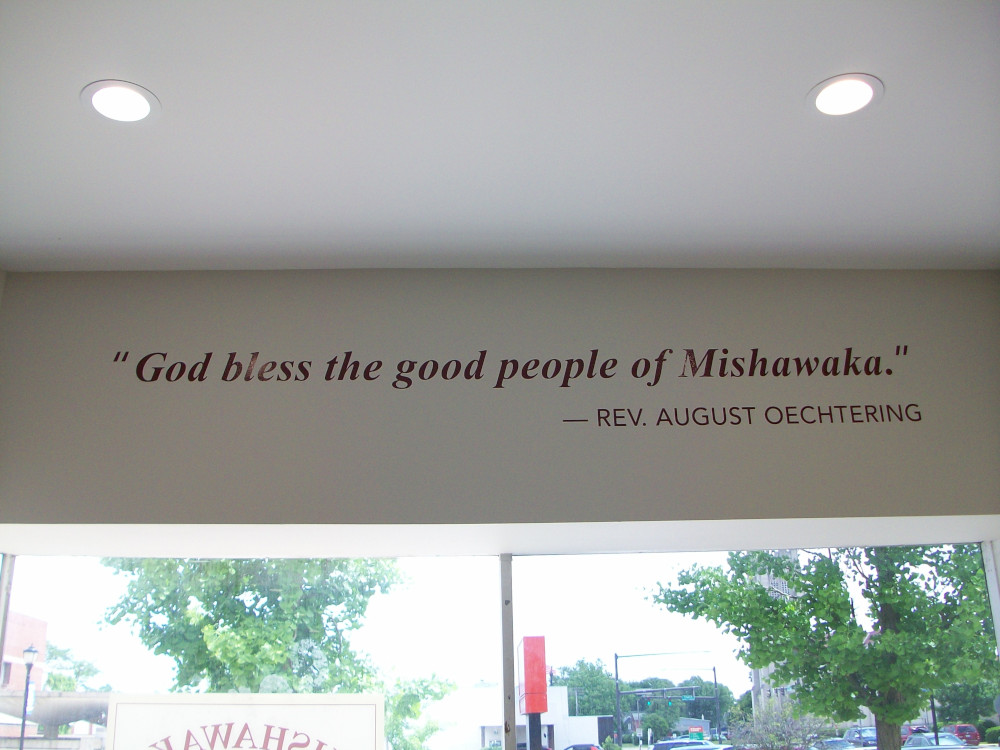 "God bless the good people of Mishawaka."
— REV. AUGUST OECHTERING